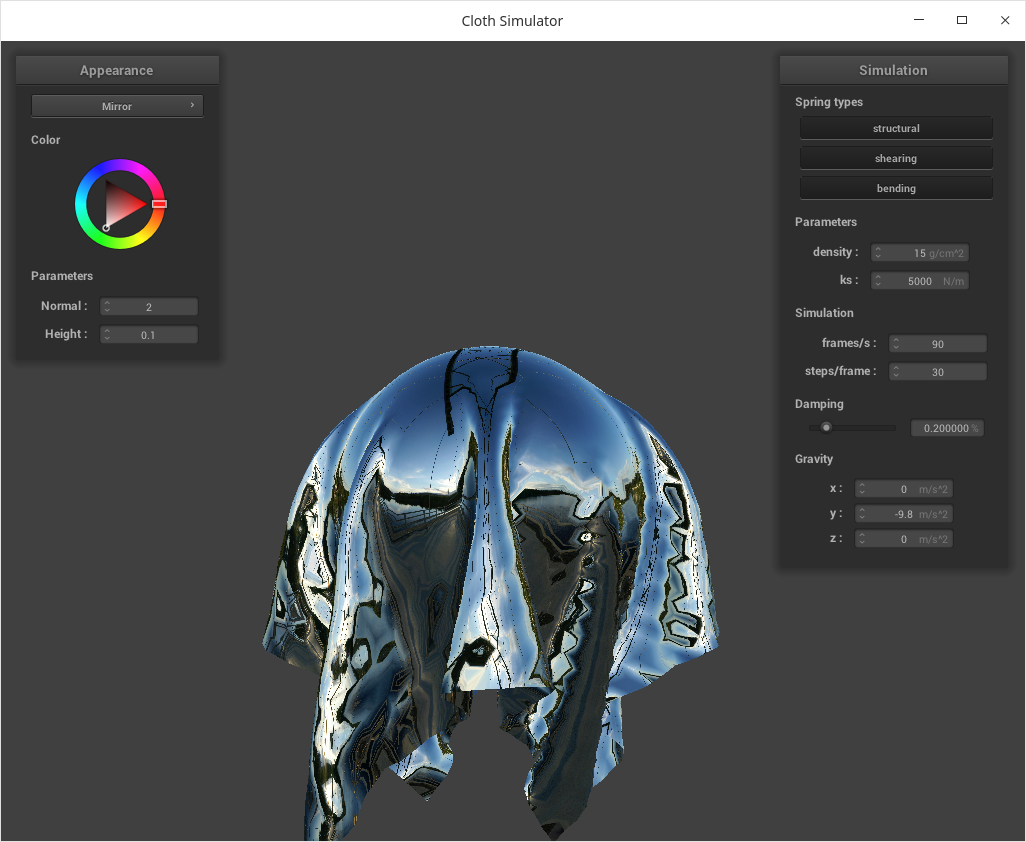 Cloth Simulator
Appearance
Mirror
Color
Parameters
Normal : 2
Height : 0.1
Simulation
Spring types
structural
shearing
bending
Parameters
density : 15 g/cm^2
ks : 5000 N/m
Simulation
frames/s : 90
steps/frame : 30
Damping
0.200000 %
Gravity
x : 0 m/s^2
y : -9.8 m/s^2
z : 0 m/s^2